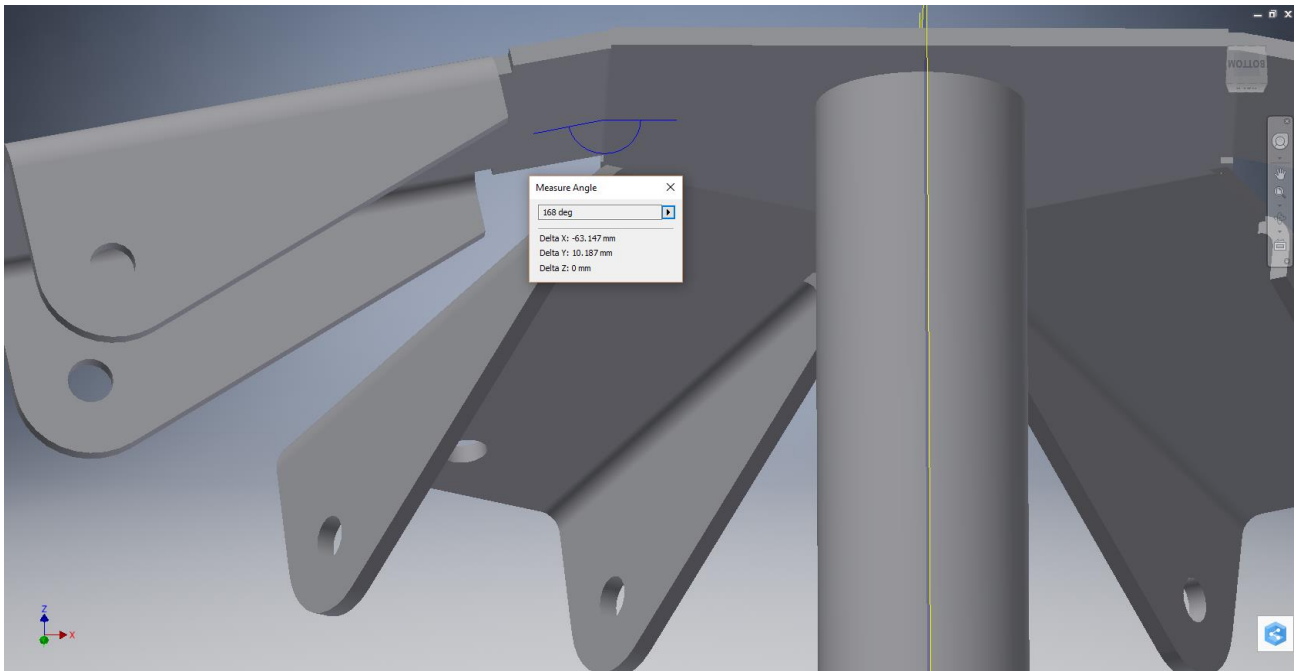 BOTTOM
Measure Angle
168 deg
Delta X: -63.147 mm
Delta Y: 10.187 mm
Delta Z: 0 mm
Z
X